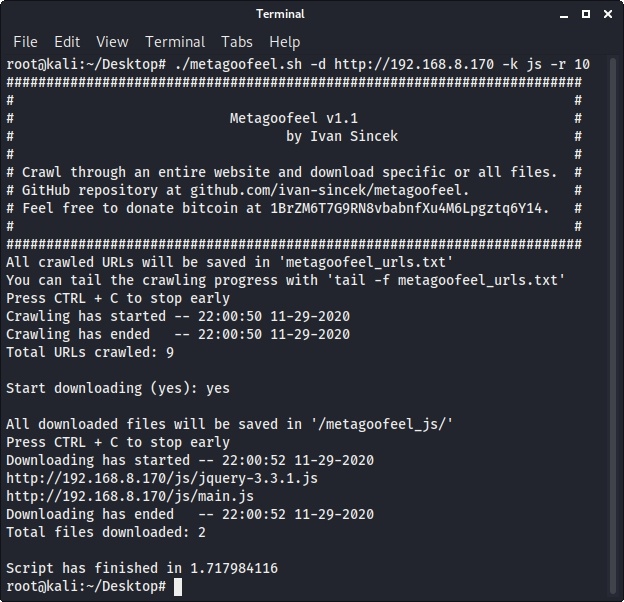 Terminal
File Edit View Terminal Tabs Help
root@kali:~/Desktop# ./metagoofeel.sh -d http://192.168.8.170 -k js -r 10
########################################################################
#                                                                      #
#                           Metagoofeel v1.1                           #
#                                  by Ivan Sincek                      #
#                                                                      #
# Crawl through an entire website and download specific or all files.  #
# GitHub repository at github.com/ivan-sincek/metagoofeel.             #
# Feel free to donate bitcoin at 1BrZM6T7G9RN8vbabnfXu4M6Lpgztq6Y14.   #
#                                                                      #
########################################################################
All crawled URLs will be saved in 'metagoofeel_urls.txt'
You can tail the crawling progress with 'tail -f metagoofeel_urls.txt'
Press CTRL + C to stop early
Crawling has started -- 22:00:50 11-29-2020
Crawling has ended   -- 22:00:50 11-29-2020
Total URLs crawled: 9
Start downloading (yes): yes
All downloaded files will be saved in '/metagoofeel_js/'
Press CTRL + C to stop early
Downloading has started -- 22:00:52 11-29-2020
http://192.168.8.170/js/jquery-3.3.1.js
http://192.168.8.170/js/main.js
Downloading has ended   -- 22:00:52 11-29-2020
Total files downloaded: 2
Script has finished in 1.717984116
root@kali:~/Desktop#